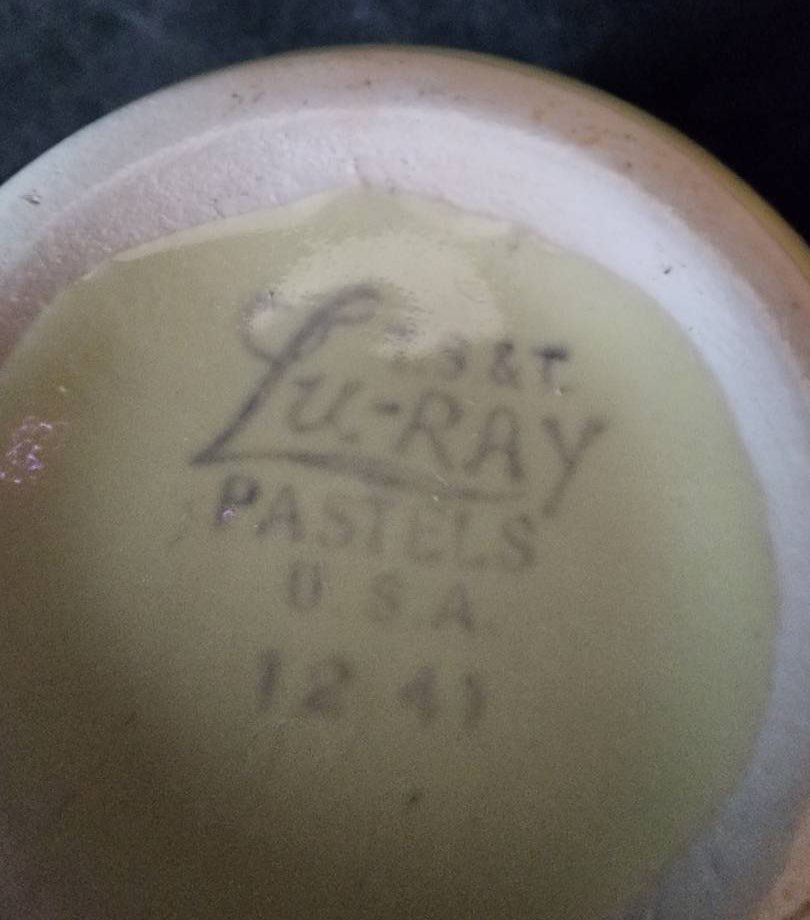 T.S.&T.
Lu-RAY
PASTELS
U.S.A.
12 41